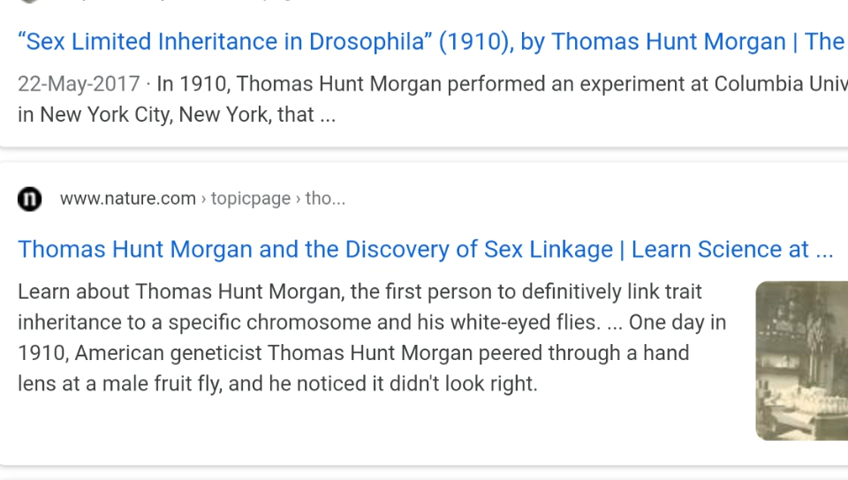 “Sex Limited Inheritance in Drosophila” (1910), by Thomas Hunt Morgan | The
22-May-2017 · In 1910, Thomas Hunt Morgan performed an experiment at Columbia Univ
in New York City, New York, that ...
n
www.nature.com › topicpage › tho...
Thomas Hunt Morgan and the Discovery of Sex Linkage | Learn Science at ...
Learn about Thomas Hunt Morgan, the first person to definitively link trait
inheritance to a specific chromosome and his white-eyed flies. ... One day in
1910, American geneticist Thomas Hunt Morgan peered through a hand
lens at a male fruit fly, and he noticed it didn't look right.